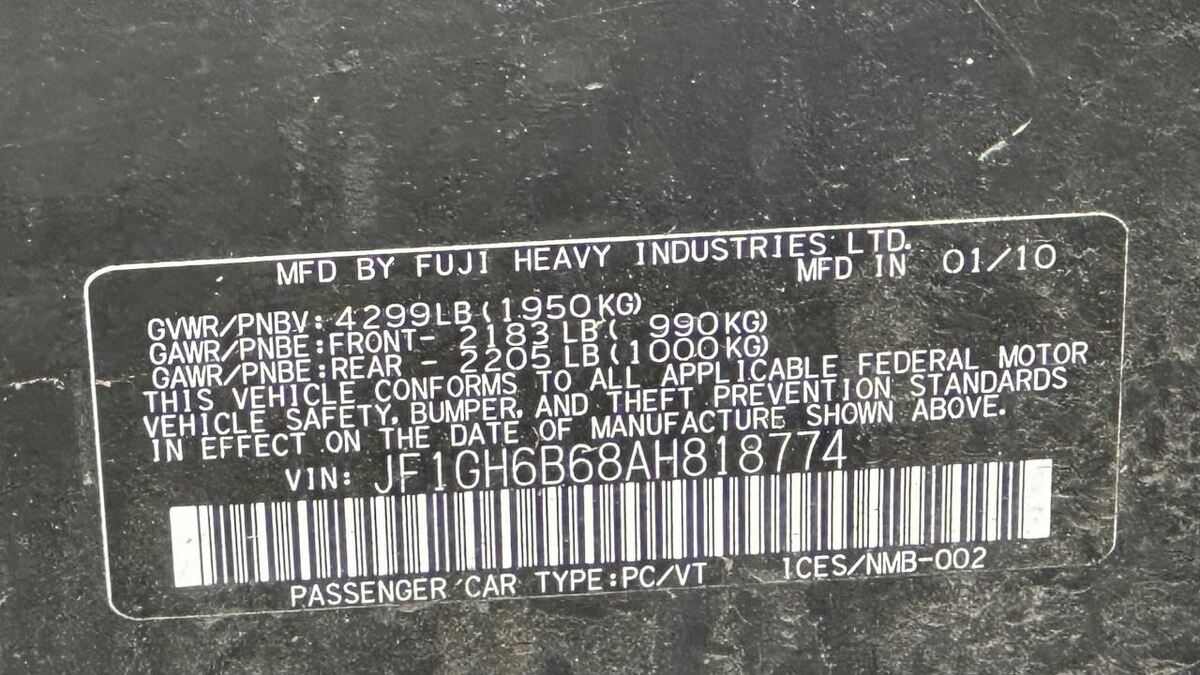 MFD BY FUJI HEAVY INDUSTRIES LTD.
MFD IN 01/10
GVWR/PNBV: 4299LB (1950KG)
GAWR/PNBE:FRONT- 2183 LB( 990KG)
GAWR/PNBE:REAR - 2205 LB (1000KG)
THIS VEHICLE CONFORMS TO ALL APPLICABLE FEDERAL MOTOR
VEHICLE SAFETY, BUMPER, AND THEFT PREVENTION STANDARDS
IN EFFECT ON THE DATE OF MANUFACTURE SHOWN ABOVE.
VIN: JF1GH6B68AH818774
PASSENGER CAR TYPE:PC/VT ICES/NMB-002